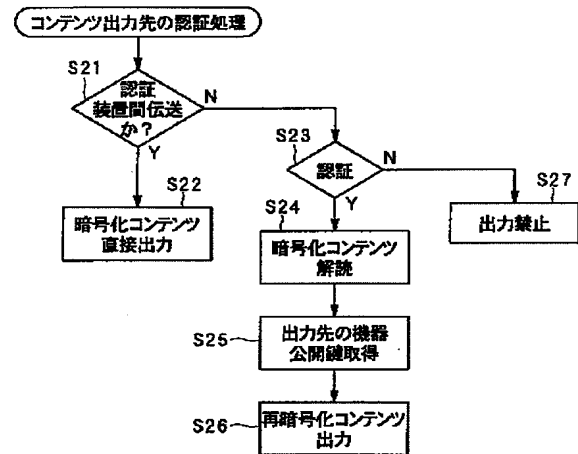 コンテンツ出力先の認証処理
S21
認証
装置間伝送
か?
N
Y
S22
暗号化コンテンツ
直接出力
S23
認証
N
Y
S24
暗号化コンテンツ
解読
S27
出力禁止
S25
出力先の機器
公開鍵取得
S26
再暗号化コンテンツ
出力